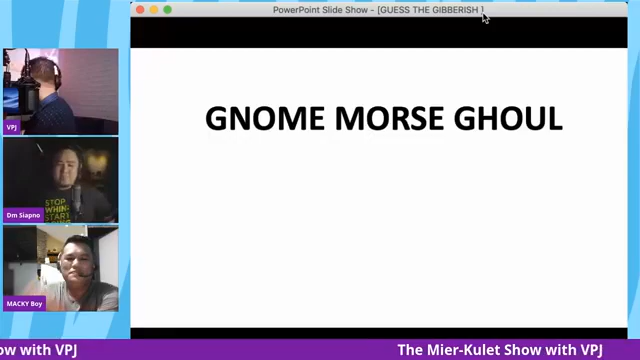 PowerPoint Slide Show - [GUESS THE GIBBERISH ]
GNOME MORSE GHOUL
VPJ
STOP
WHIN-
START
Dm Siapno
MACKY Boy
ow with VPJ
The Mier-Kulet Show with VPJ